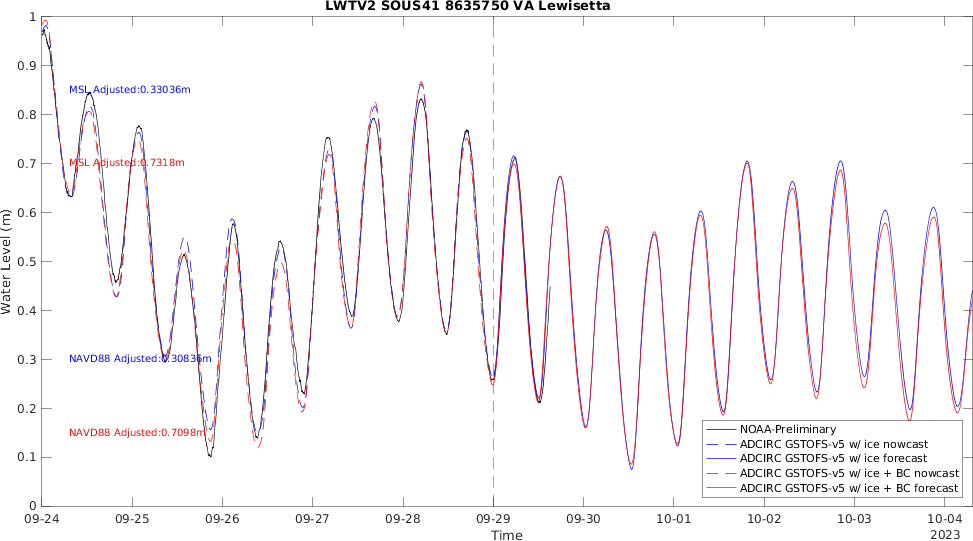 LWTV2 SOUS41 8635750 VA Lewisetta
1
0.9
0.8
0.7
0.6
0.5
0.4
0.3
0.2
0.1
0
Water Level (m)
MSL Adjusted:0.33036m
MSL Adjusted:0.7318m
NAVD88 Adjusted:0.30836m
NAVD88 Adjusted:0.7098m
NOAA-Preliminary
ADCIRC GSTOFS-v5 w/ ice nowcast
ADCIRC GSTOFS-v5 w/ ice forecast
ADCIRC GSTOFS-v5 w/ ice + BC nowcast
ADCIRC GSTOFS-v5 w/ ice + BC forecast
09-24 09-25 09-26 09-27 09-28 09-29 09-30 10-01 10-02 10-03 10-04
Time 2023